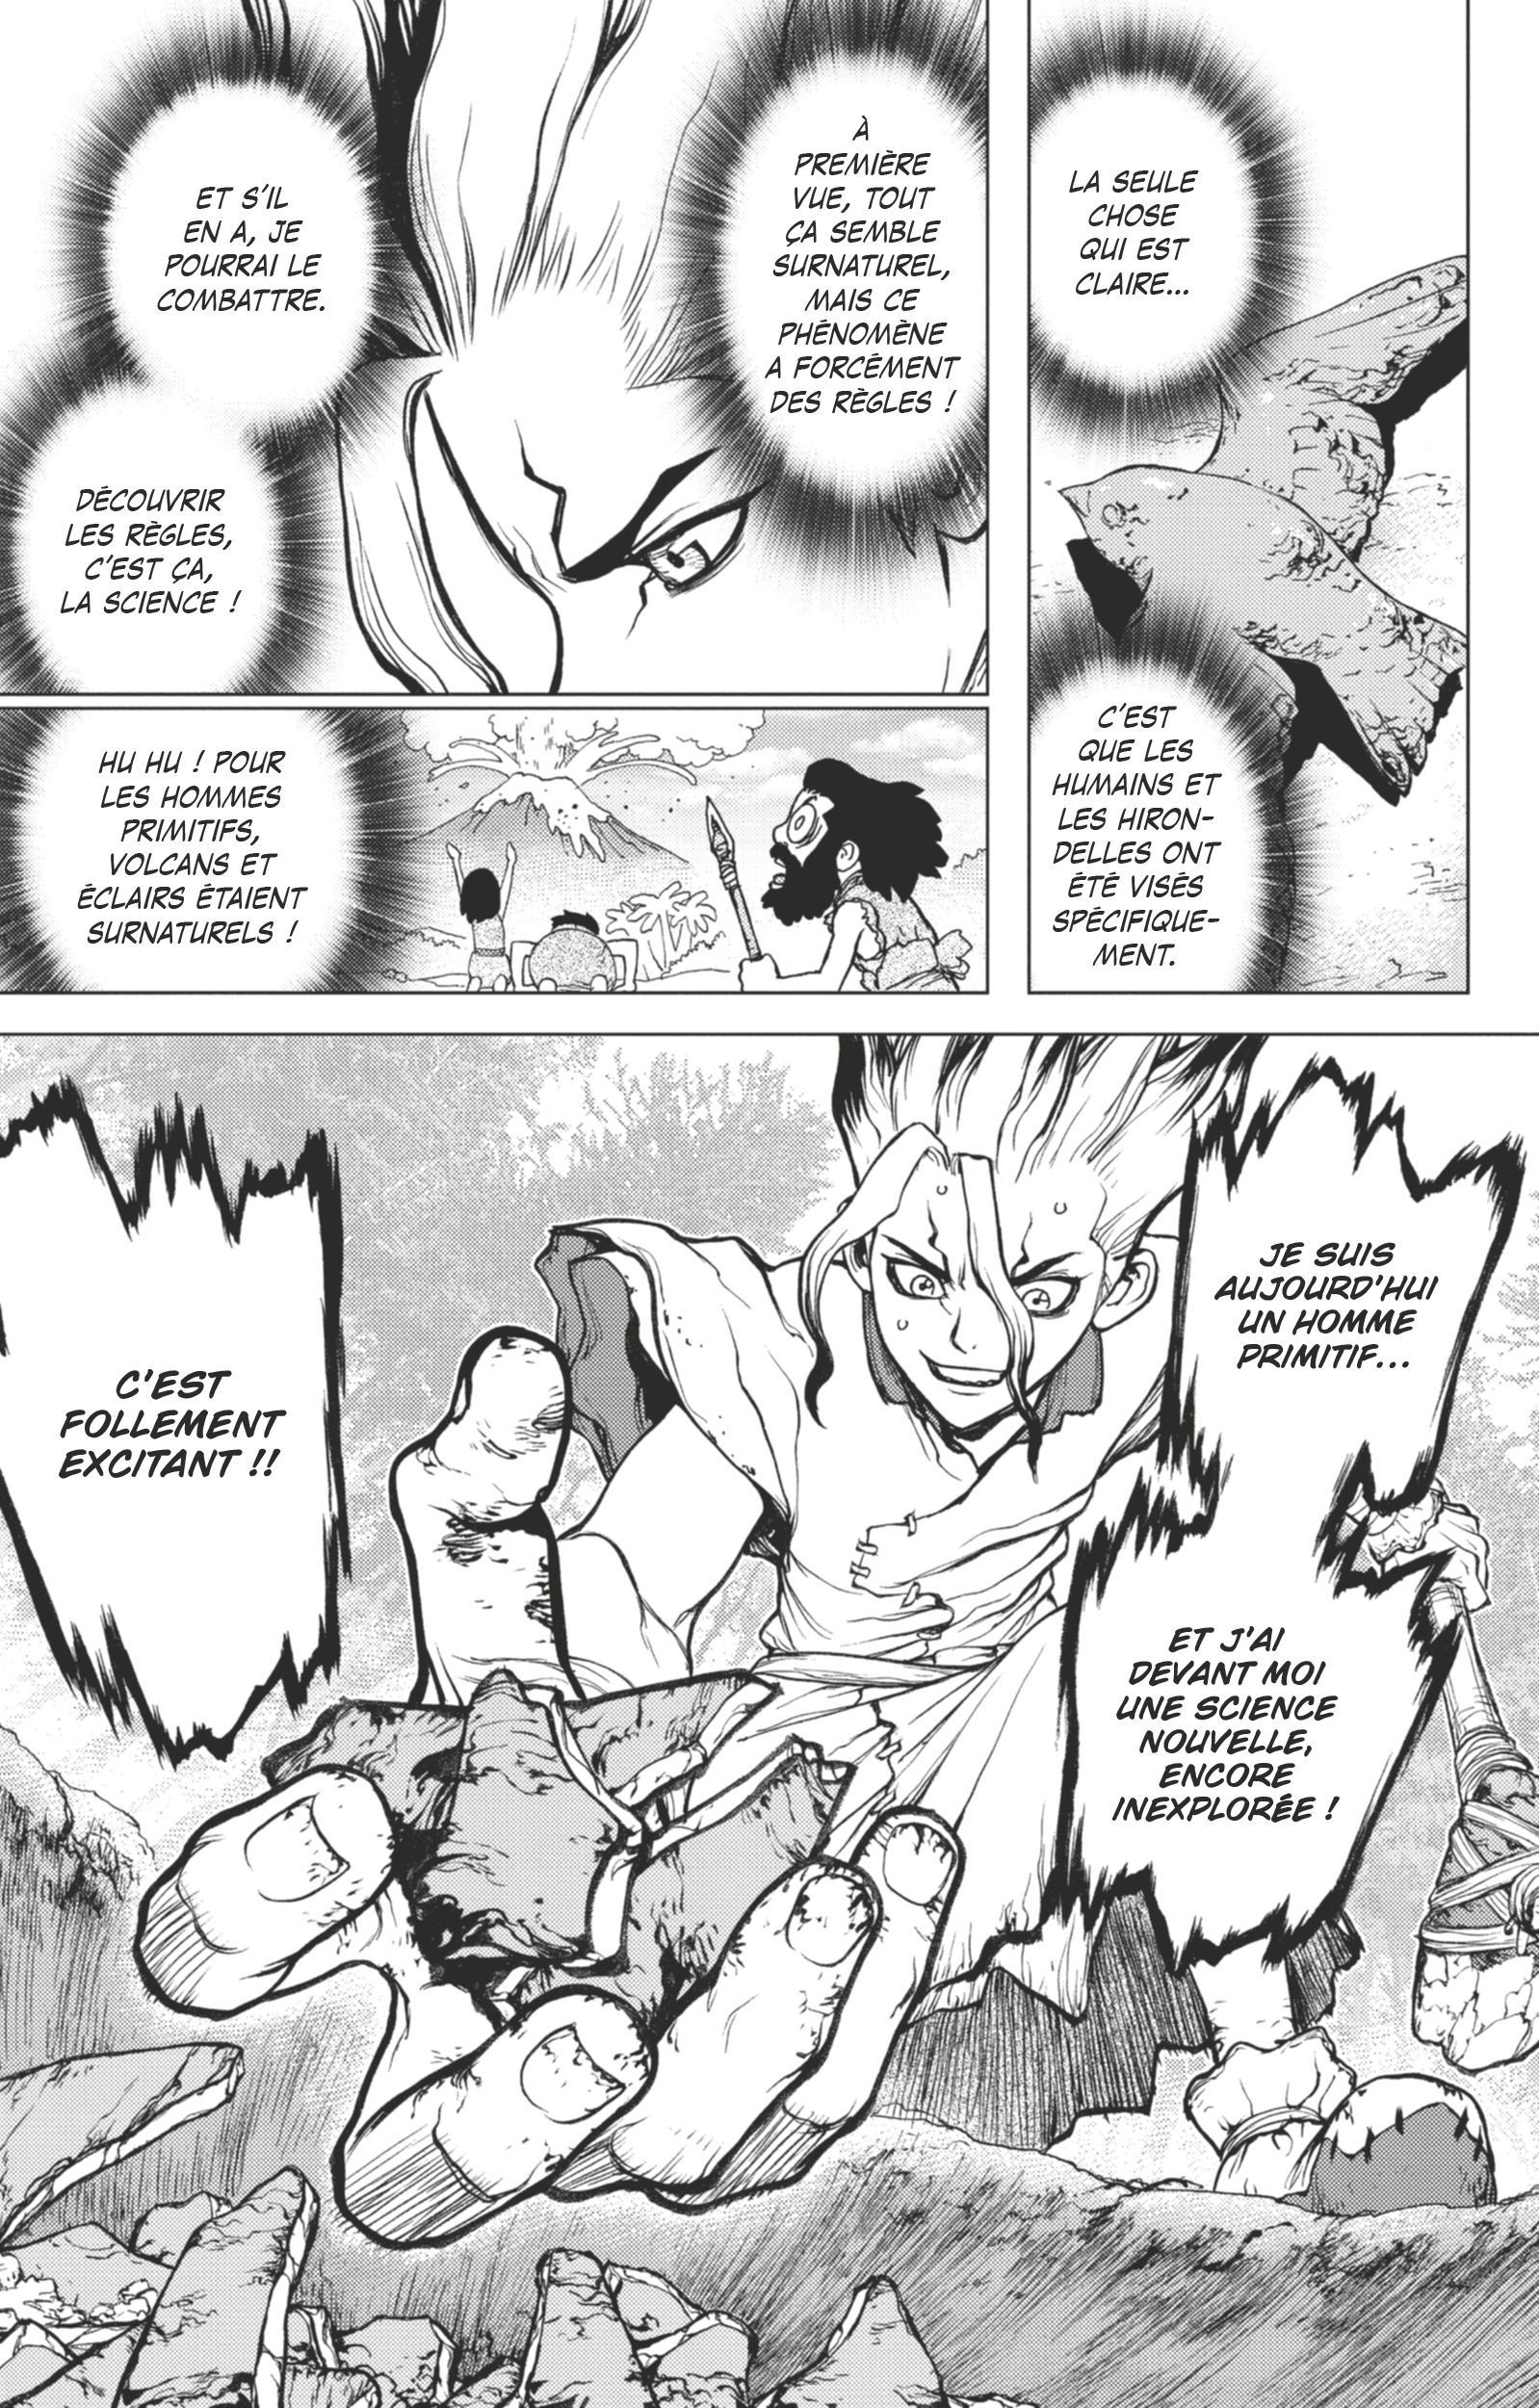 LA SEULE
CHOSE
QUI EST
CLAIRE...
C'EST
QUE LES
HUMAINS ET
LES HIRON-
DELLES ONT
ÉTÉ VISÉS
SPÉCIFIQUE-
MENT.
À
PREMIÈRE
VUE, TOUT
ÇA SEMBLE
SURNATUREL,
MAIS CE
PHÉNOMÈNE
A FORCÉMENT
DES RÈGLES !
ET S'IL
EN A, JE
POURRAI LE
COMBATTRE.
DÉCOUVRIR
LES RÈGLES,
C'EST ÇA,
LA SCIENCE !
HU HU ! POUR
LES HOMMES
PRIMITIFS,
VOLCANS ET
ÉCLAIRS ÉTAIENT
SURNATURELS !
JE SUIS
AUJOURD'HUI
UN HOMME
PRIMITIF...
ET J'AI
DEVANT MOI
UNE SCIENCE
NOUVELLE,
ENCORE
INEXPLORÉE !
C'EST
FOLLEMENT
EXCITANT !!